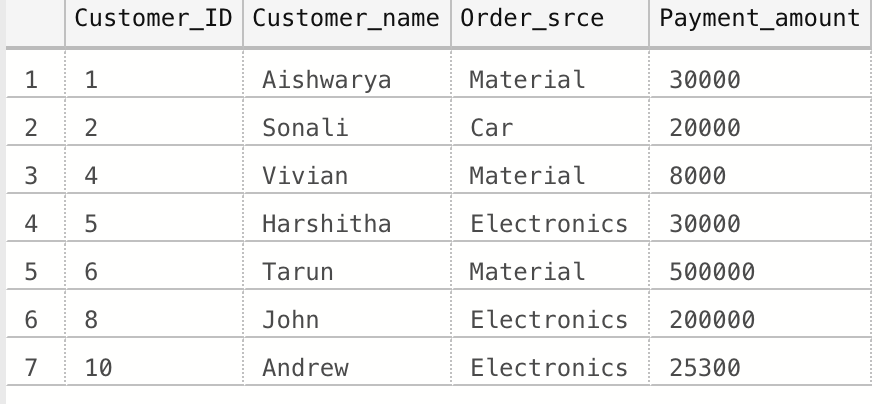 Customer_ID Customer_name Order_srce Payment_amount
1 1 Aishwarya Material 30000
2 2 Sonali Car 20000
3 4 Vivian Material 8000
4 5 Harshitha Electronics 30000
5 6 Tarun Material 500000
6 8 John Electronics 200000
7 10 Andrew Electronics 25300